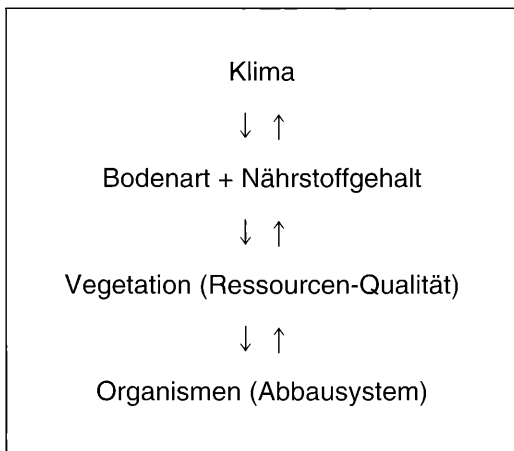 Klima
↓ ↑
Bodenart + Nährstoffgehalt
↓ ↑
Vegetation (Ressourcen-Qualität)
↓ ↑
Organismen (Abbausystem)